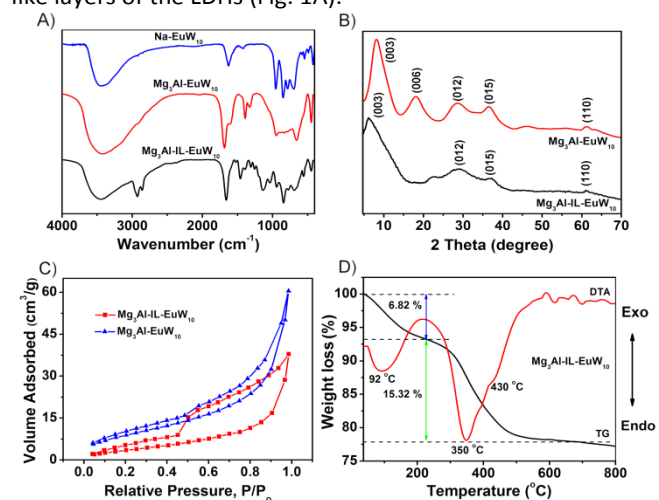 like layers of the LDHs (Fig. 1A).
A)
Na-EuW10
Mg3Al-EuW10
Mg3Al-IL-EuW10
4000 3000 2000 1000
Wavenumber (cm-1)
B)
(003)
(003)
(006)
(012)
(015)
(110)
Mg3Al-EuW10
(012)
(015)
(110)
Mg3Al-IL-EuW10
10 20 30 40 50 60 70
2 Theta (degree)
C)
Mg3Al-IL-EuW10
Mg3Al-EuW10
Volume Adsorbed (cm3/g)
60
45
30
15
0
0.0 0.2 0.4 0.6 0.8 1.0
Relative Pressure, P/P0
D)
DTA
Weight loss (%)
100
95
90
85
80
75
6.82 %
15.32 %
92 °C
430 °C
350 °C
Mg3Al-IL-EuW10
TG
Exo
Endo
200 400 600 800
Temperature (°C)